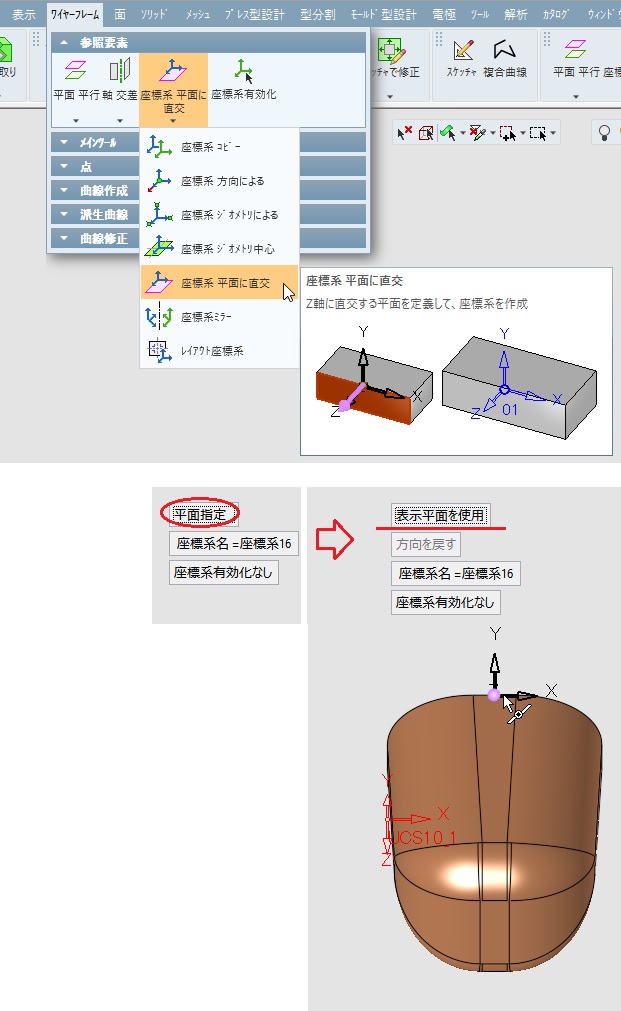 表示 ワイヤーフレーム 面 ソリッド メッシュ プレス型設計 型分割 モールド型設計 電極 ツール 解析 カタログ ウィンドウ
参照要素
取り
平面 平行 軸 交差 座標系 平面に直交 座標系有効化
ッチャで修正
スケッチャ 複合曲線
平面 平行 座標
メインツール
点
曲線作成
派生曲線
曲線修正
座標系 コピー
座標系 方向による
座標系 ジオメトリによる
座標系 ジオメトリ中心
座標系 平面に直交
座標系ミラー
レイアウト座標系
座標系 平面に直交
Z軸に直交する平面を定義して、座標系を作成
Y
X
Z
Y
X
Z
01
平面指定
座標系名 =座標系16
座標系有効化なし
表示平面を使用
方向を戻す
座標系名 =座標系16
座標系有効化なし
Y
X
Y
X
UCS10_1
Z